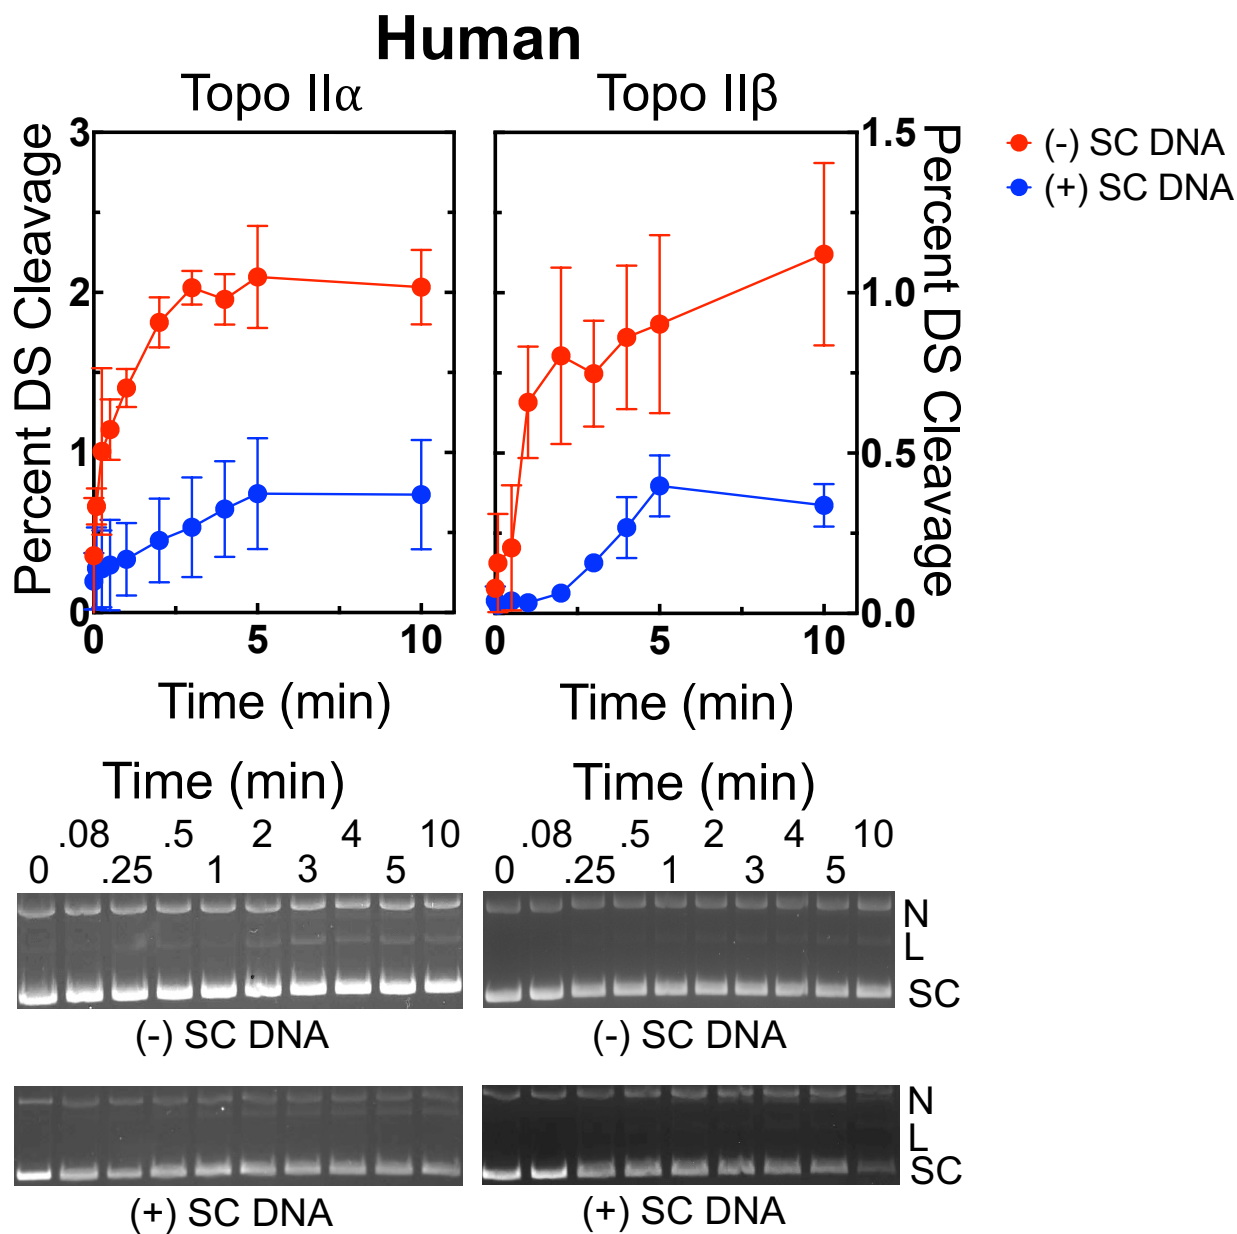 Human
Topo IIα
Topo IIβ
Percent DS Cleavage
3
2
1
0
0
5
10
Time (min)
1.5
1.0
0.5
0.0
Percent DS Cleavage
0
5
10
Time (min)
(-) SC DNA
(+) SC DNA
Time (min)
.08 .5 2 4 10
0 .25 1 3 5
(-) SC DNA
Time (min)
.08 .5 2 4 10
0 .25 1 3 5
N
L
SC
(-) SC DNA
(+) SC DNA
N
L
SC
(+) SC DNA